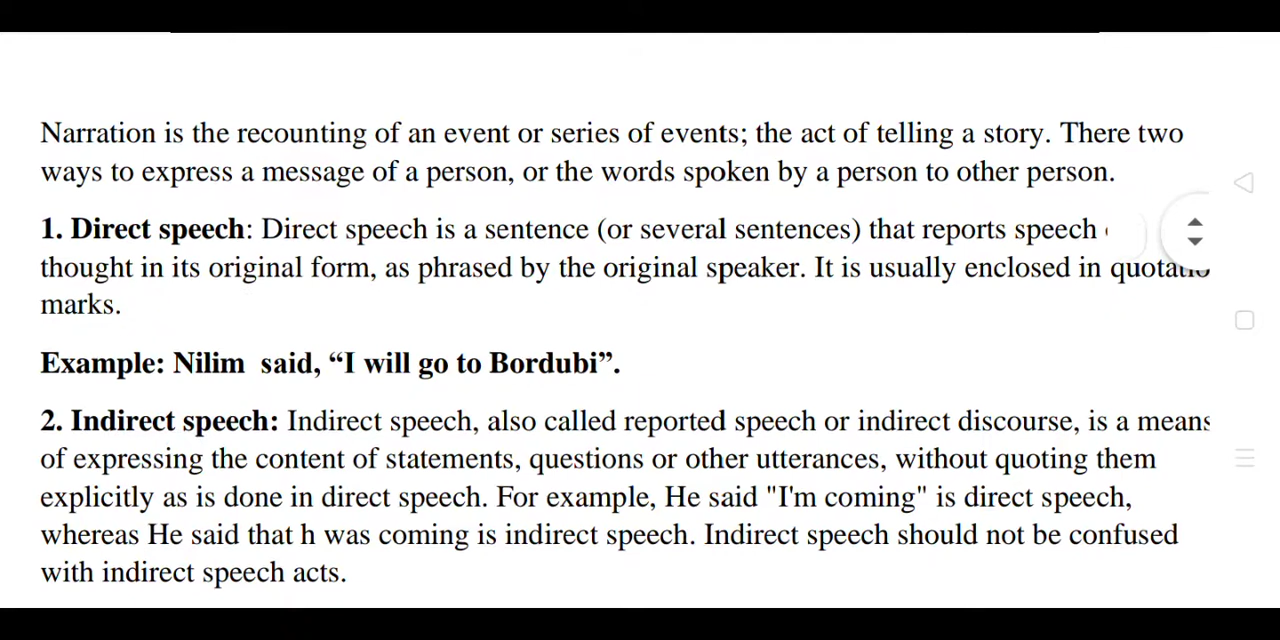 Narration is the recounting of an event or series of events; the act of telling a story. There two
ways to express a message of a person, or the words spoken by a person to other person.
1. Direct speech: Direct speech is a sentence (or several sentences) that reports speech
thought in its original form, as phrased by the original speaker. It is usually enclosed in
marks.
Example: Nilim said, “I will go to Bordubi”.
2. Indirect speech: Indirect speech, also called reported speech or indirect discourse, is a means
of expressing the content of statements, questions or other utterances, without quoting them
explicitly as is done in direct speech. For example, He said "I'm coming" is direct speech,
whereas He said that h was coming is indirect speech. Indirect speech should not be confused
with indirect speech acts.